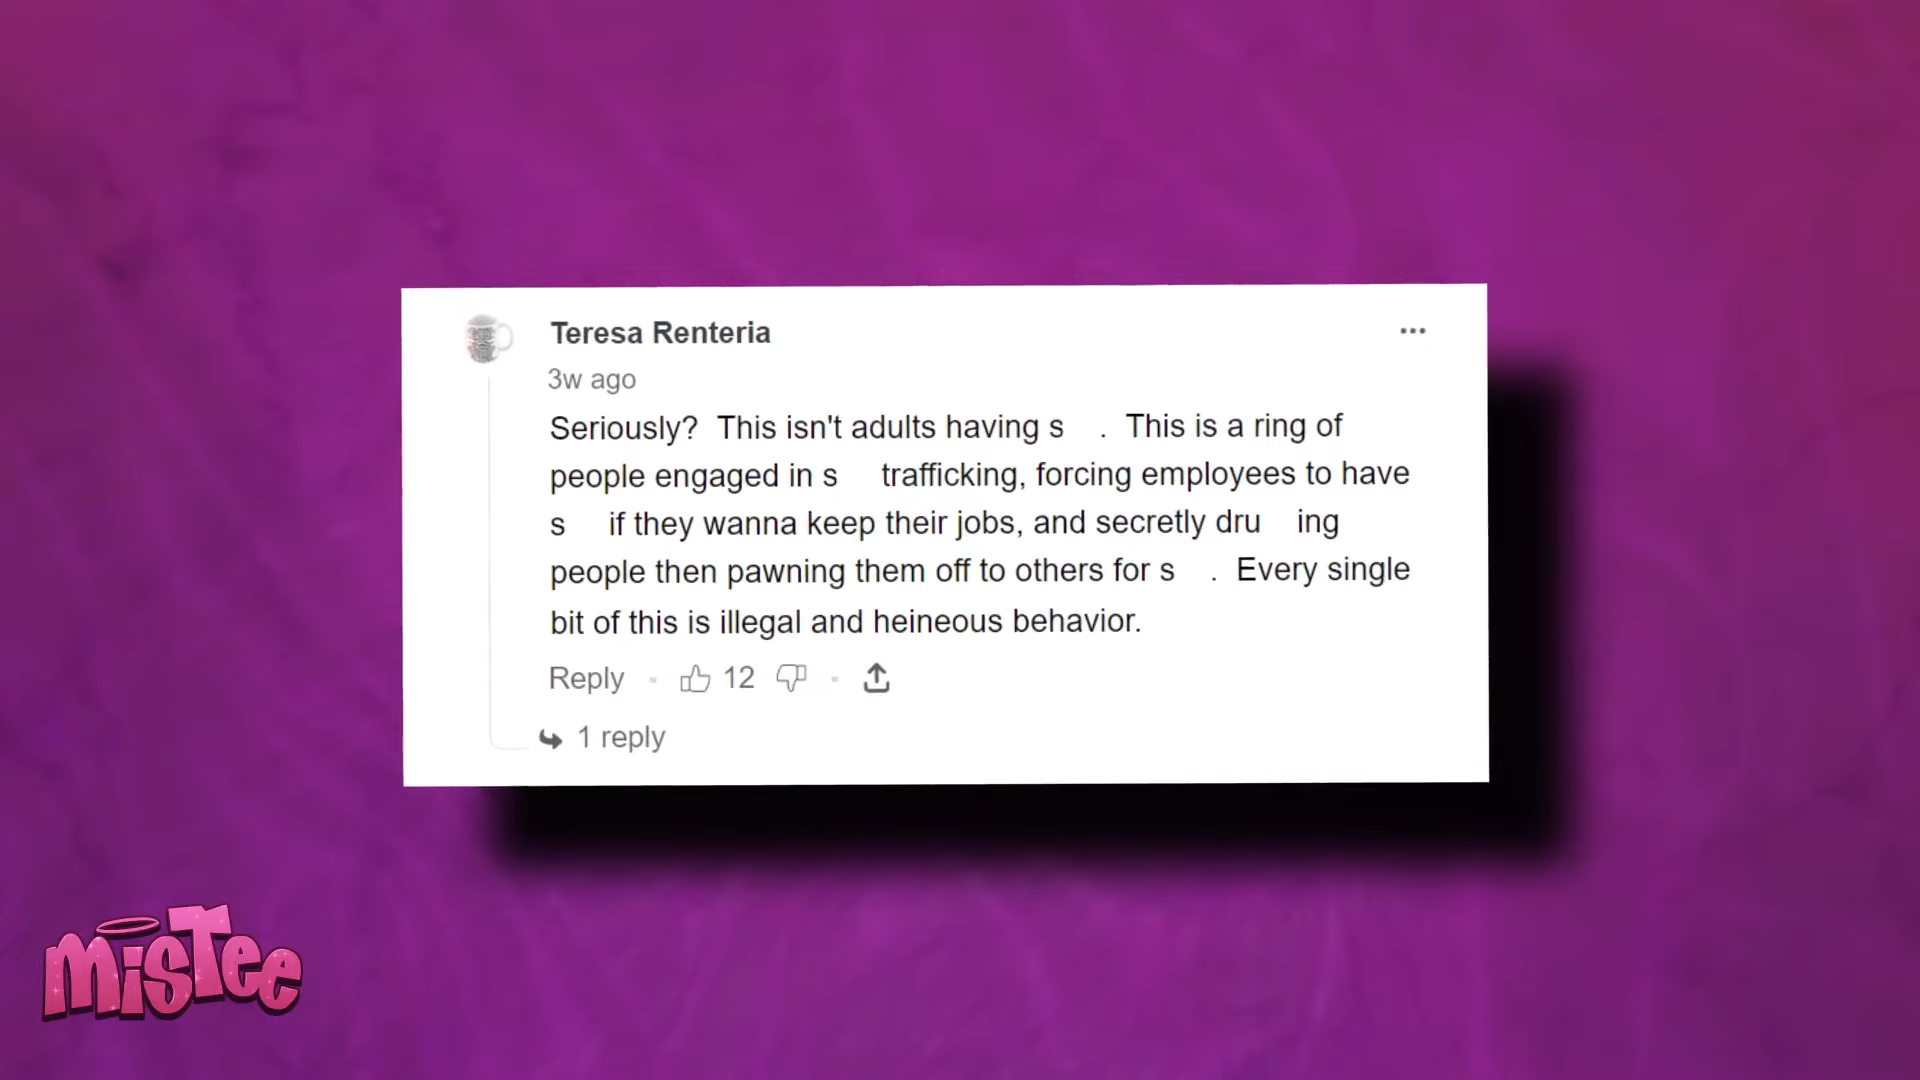 Teresa Renteria
3w ago
Seriously? This isn't adults having s . This is a ring of
people engaged in s trafficking, forcing employees to have
s if they wanna keep their jobs, and secretly dru ing
people then pawning them off to others for s . Every single
bit of this is illegal and heineous behavior.
Reply 12
1 reply
misTee